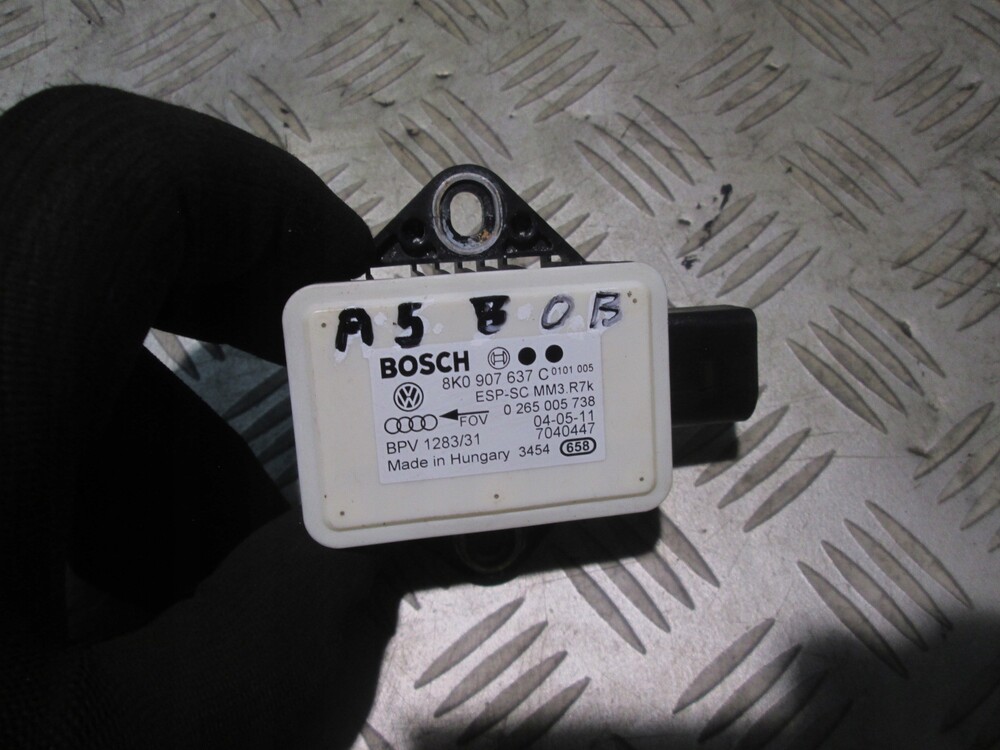 A5 B OB
BOSCH
8K0 907 637 C 0101 005
ESP-SC MM3 R7k
0 265 005 738
FOV
04-05-11
BPV 1283/31
7040447
Made in Hungary 3454 658